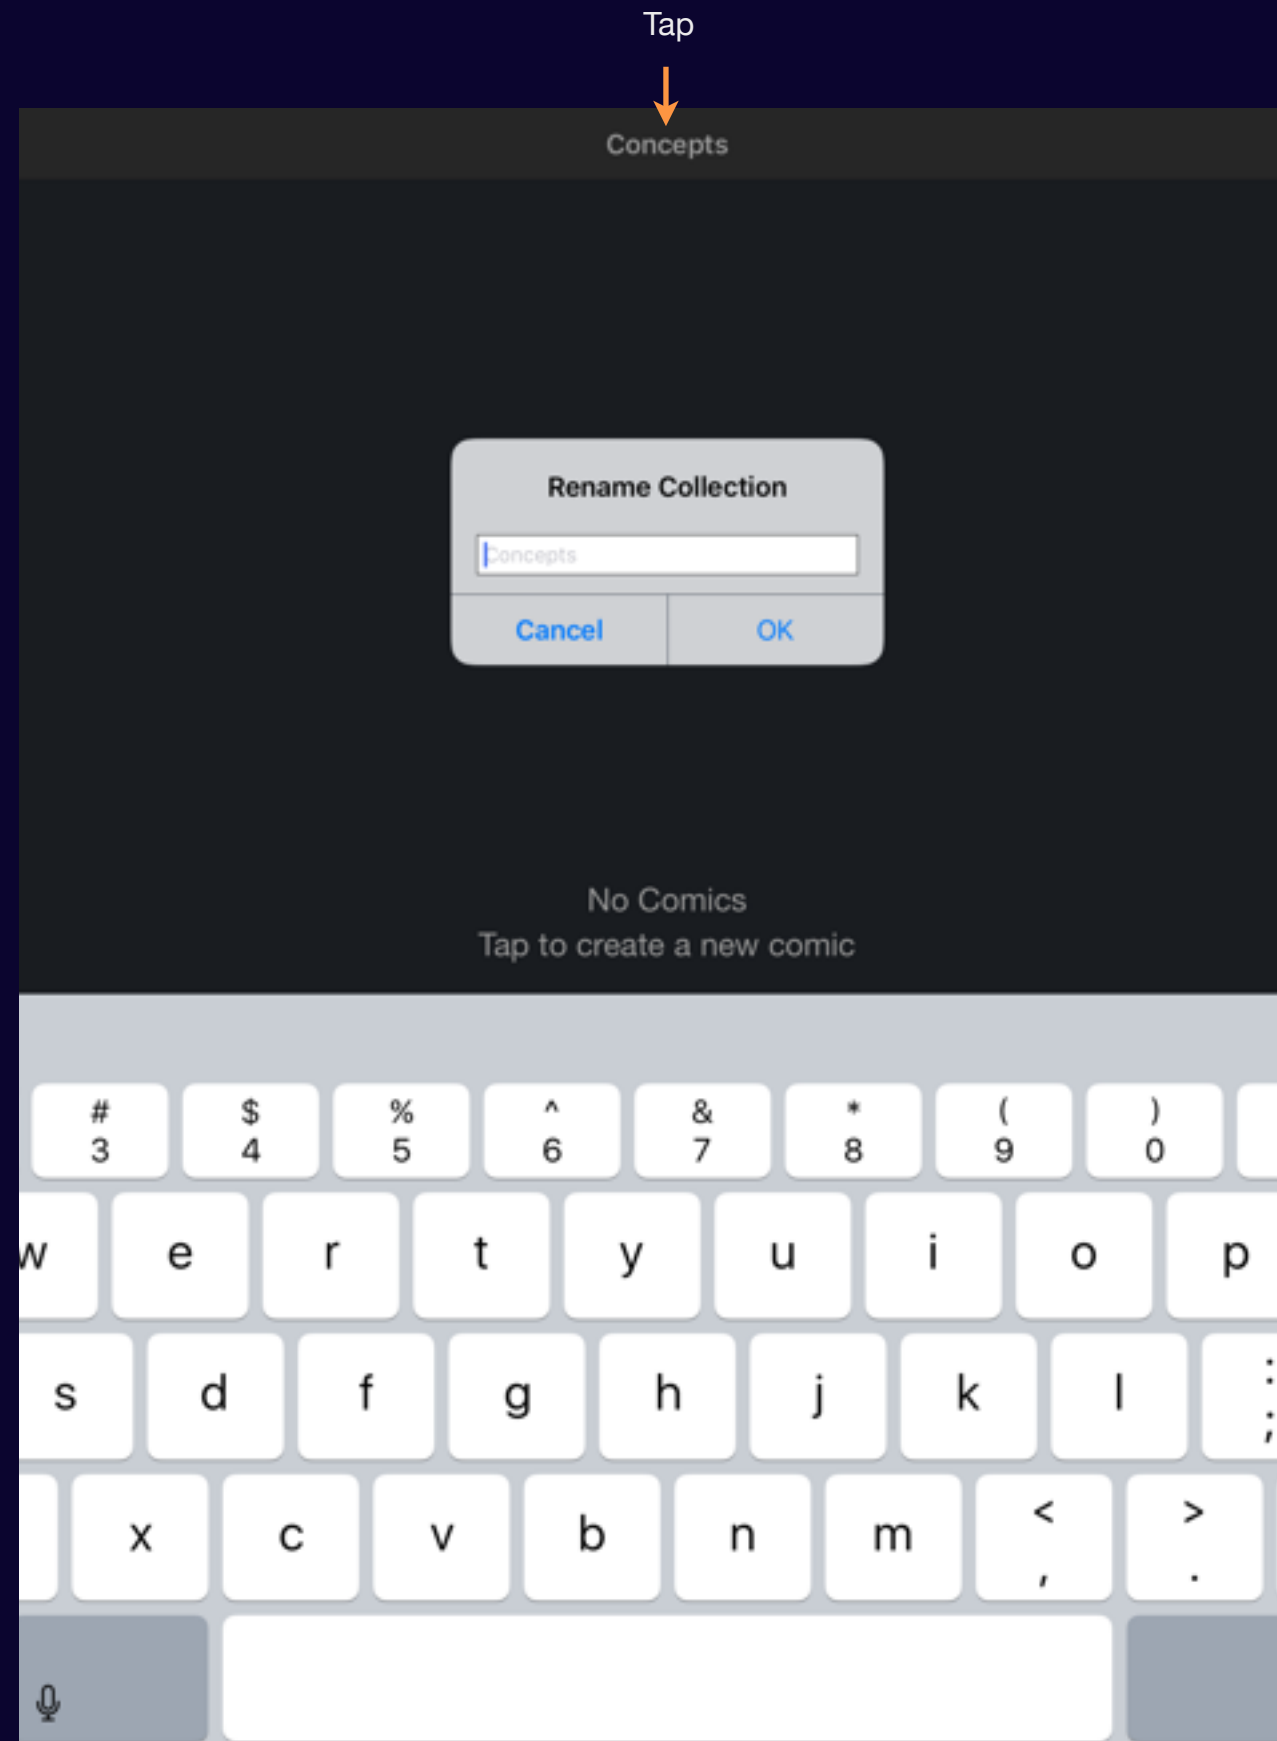 Tap
Concepts
Rename Collection
Concepts
Cancel OK
No Comics
Tap to create a new comic
# $ % ^ & * ( )
3 4 5 6 7 8 9 0
w e r t y u i o p
s d f g h j k l :
;
x c v b n m < >
, .